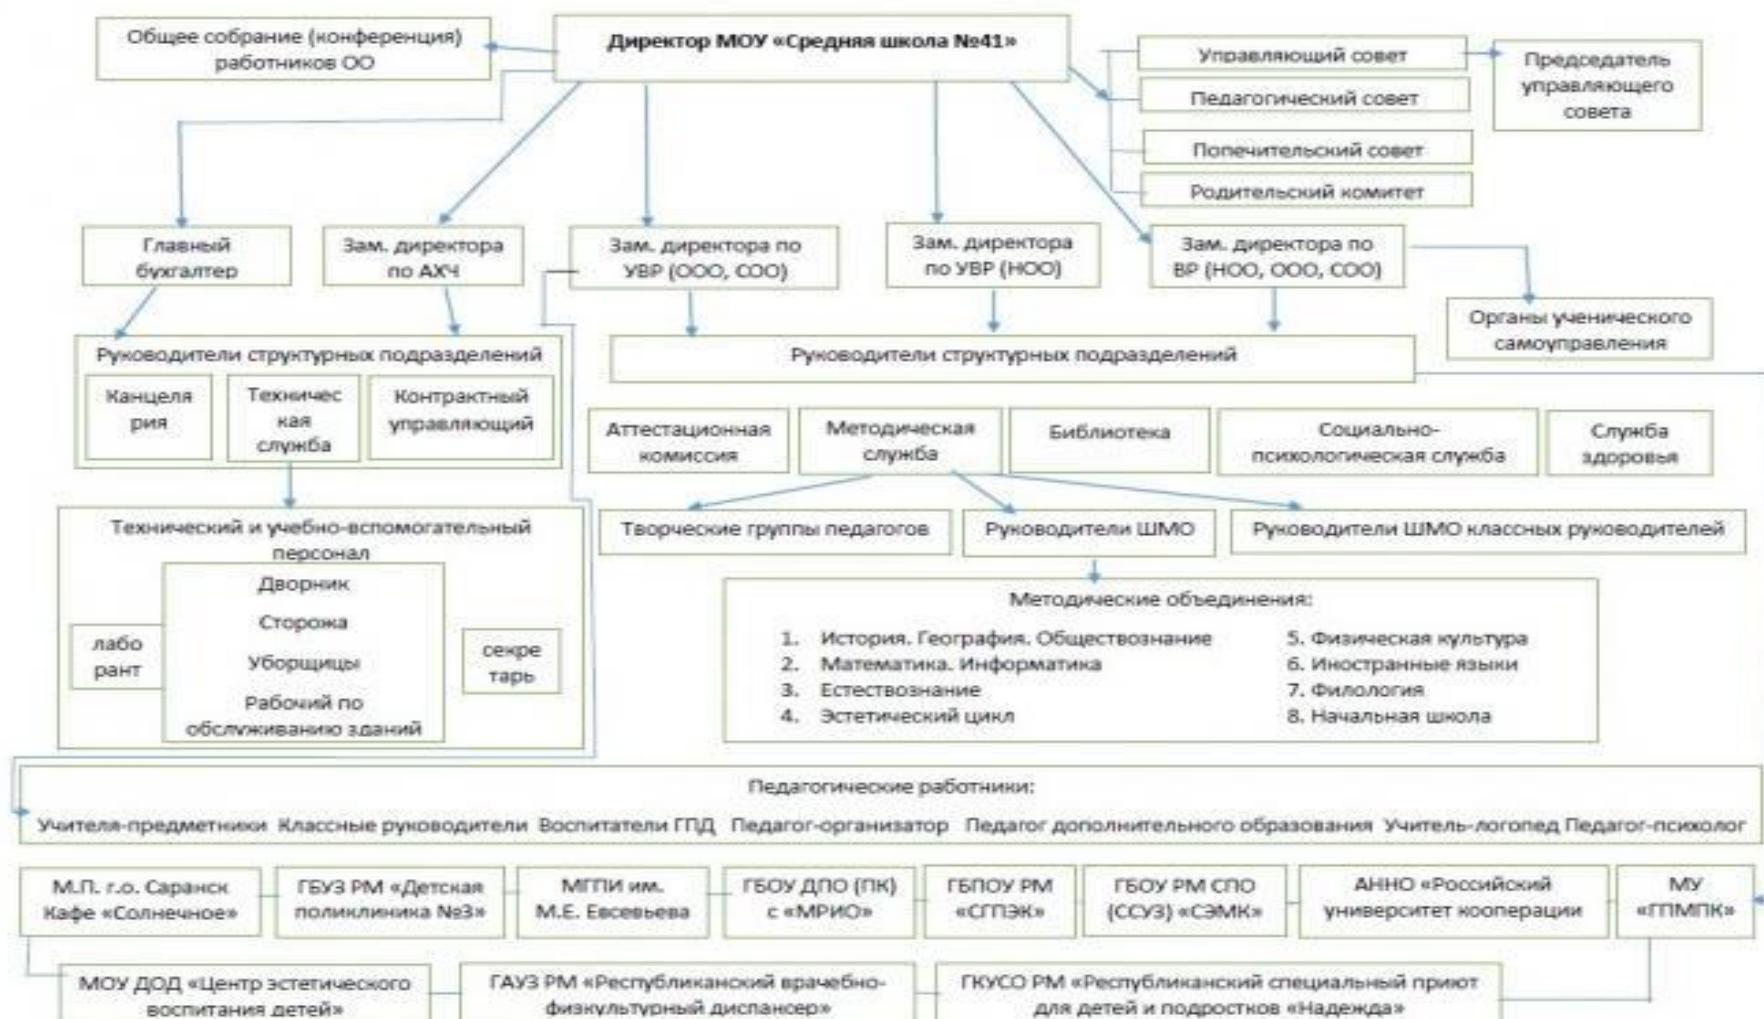 Общее собрание (конференция)
работников ОО
Директор МОУ «Средняя школа №41»
Управляющий совет
Педагогический совет
Попечительский совет
Родительский комитет
Председатель
управляющего
совета
Главный
бухгалтер
Зам. директора
по АХЧ
Зам. директора по
УВР (ООО, СОО)
Зам. директора
по УВР (НОО)
Зам. директора по
ВР (НОО, ООО, СОО)
Органы ученического
самоуправления
Руководители структурных подразделений
Канцеля
рия
Техничес
кая
служба
Контрактный
управляющий
Руководители структурных подразделений
Аттестационная
комиссия
Методическая
служба
Библиотека
Социально-
психологическая служба
Служба
здоровья
Творческие группы педагогов
Руководители ШМО
Руководители ШМО классных руководителей
Технический и учебно-вспомогательный
персонал
лабо
рант
Дворник
Сторожа
Уборщицы
Рабочий по
обслуживанию зданий
секре
тарь
Методические объединения:
1. История. География. Обществознание
2. Математика. Информатика
3. Естествознание
4. Эстетический цикл
5. Физическая культура
6. Иностранные языки
7. Филология
8. Начальная школа
Педагогические работники:
Учителя-предметники Классные руководители Воспитатели ГПД Педагог-организатор Педагог дополнительного образования Учитель-логопед Педагог-психолог
М.П. г.о. Саранск
Кафе «Солнечное»
ГБУЗ РМ «Детская
поликлиника №3»
МГПИ им.
М.Е. Евсевьева
ГБОУ ДПО (ПК)
с «МРИО»
ГБПОУ РМ
«СГПЭК»
ГБОУ РМ СПО
(ССУЗ) «СЭМК»
АННО «Российский
университет кооперации
МУ
«ГПМПК»
МОУ ДОД «Центр эстетического
воспитания детей»
ГАУЗ РМ «Республиканский врачебно-
физкультурный диспансер»
ГКУСО РМ «Республиканский специальный приют
для детей и подростков «Надежда»